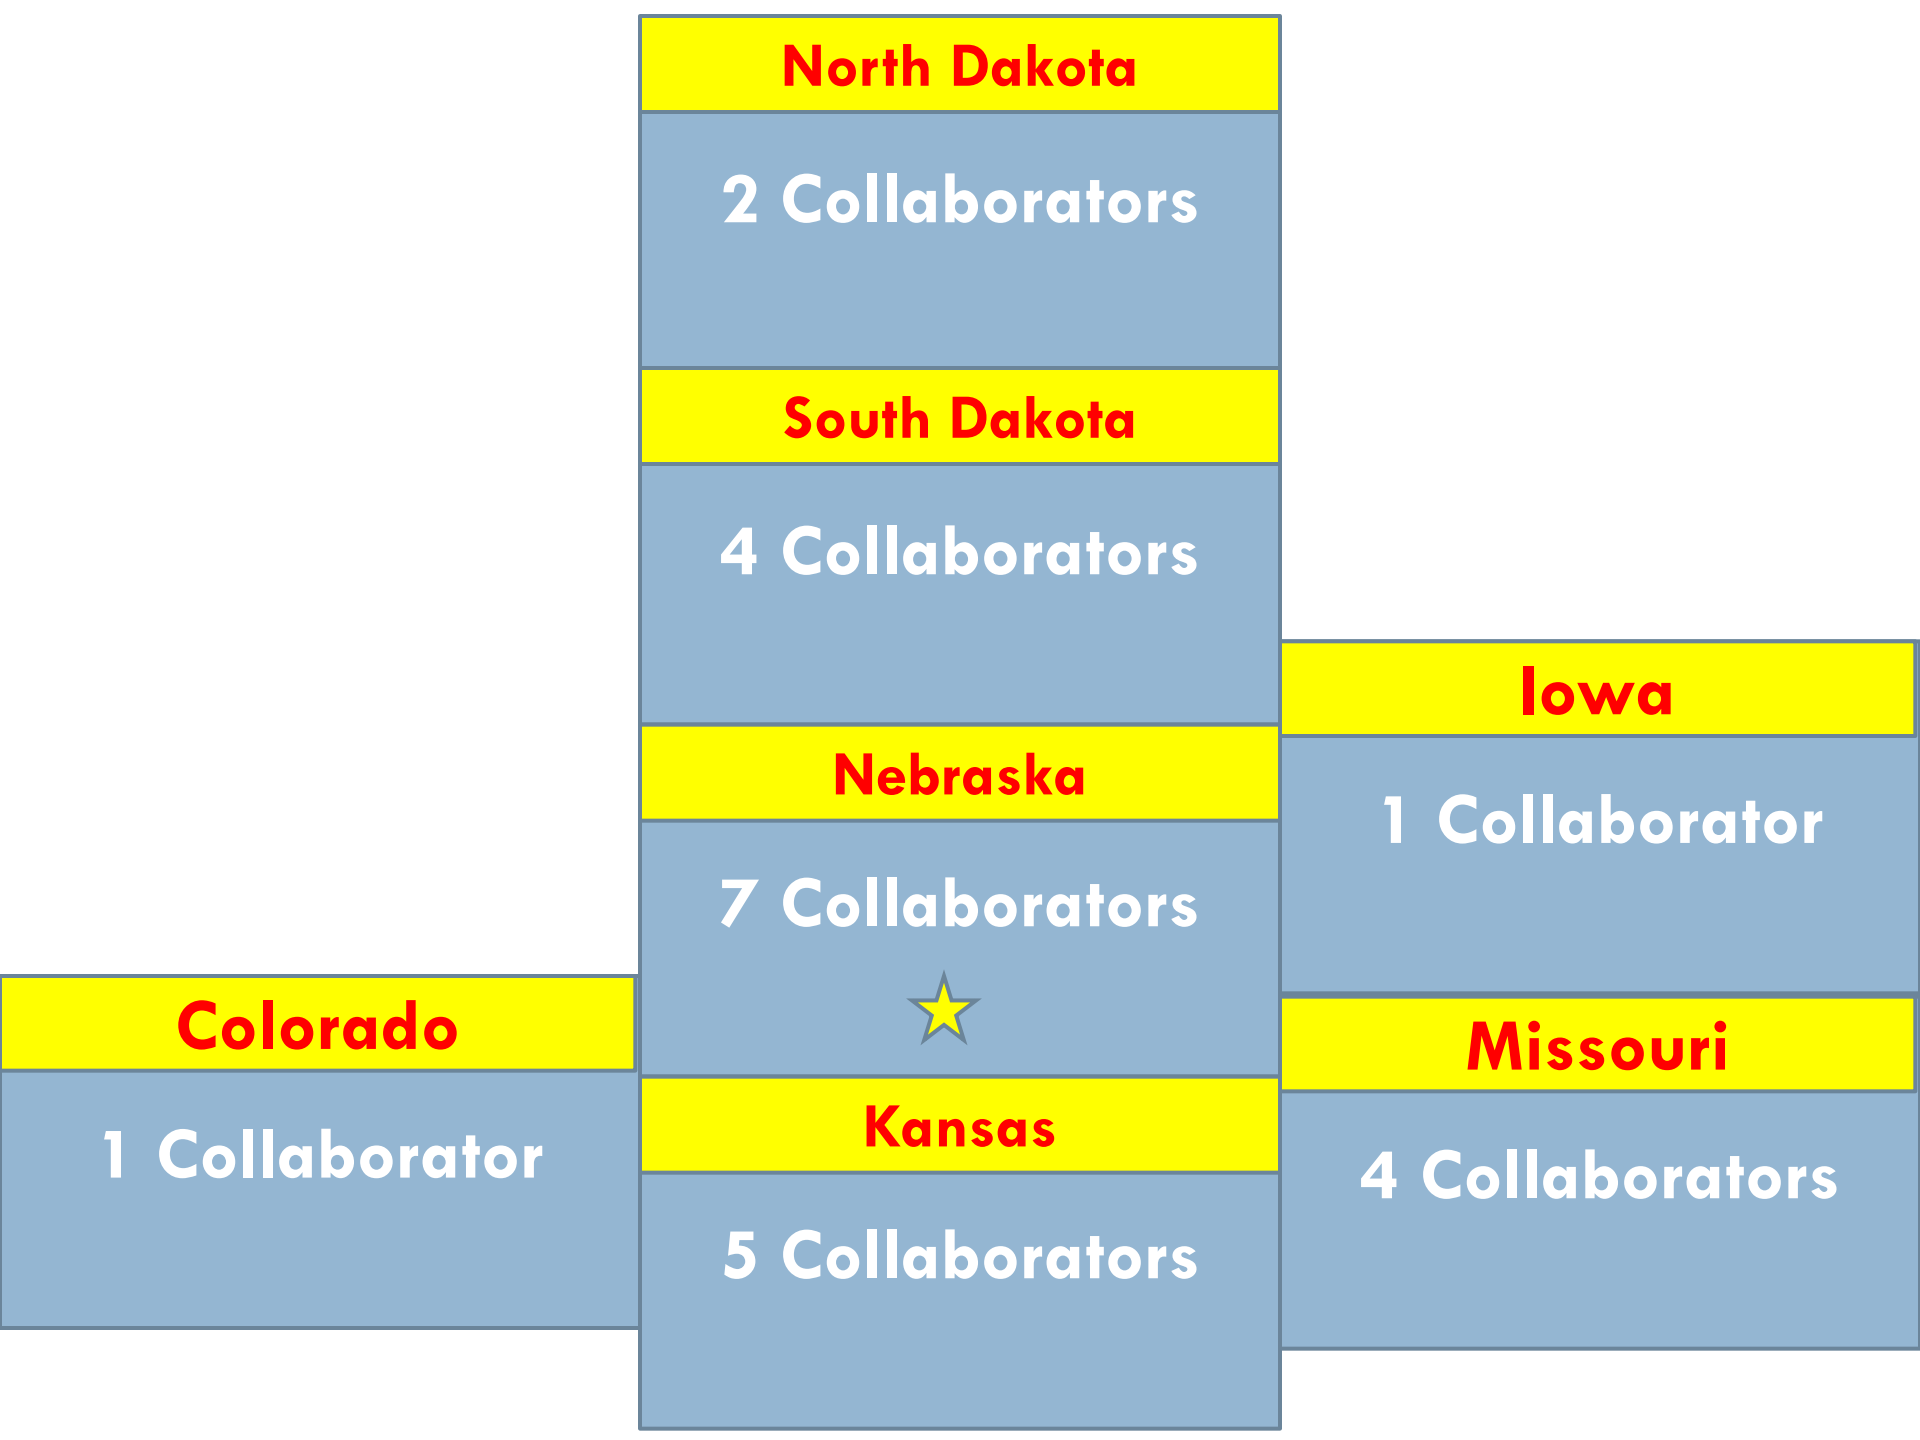 North Dakota
2 Collaborators
South Dakota
4 Collaborators
Nebraska
7 Collaborators
Kansas
5 Collaborators
Colorado
1 Collaborator
Iowa
1 Collaborator
Missouri
4 Collaborators